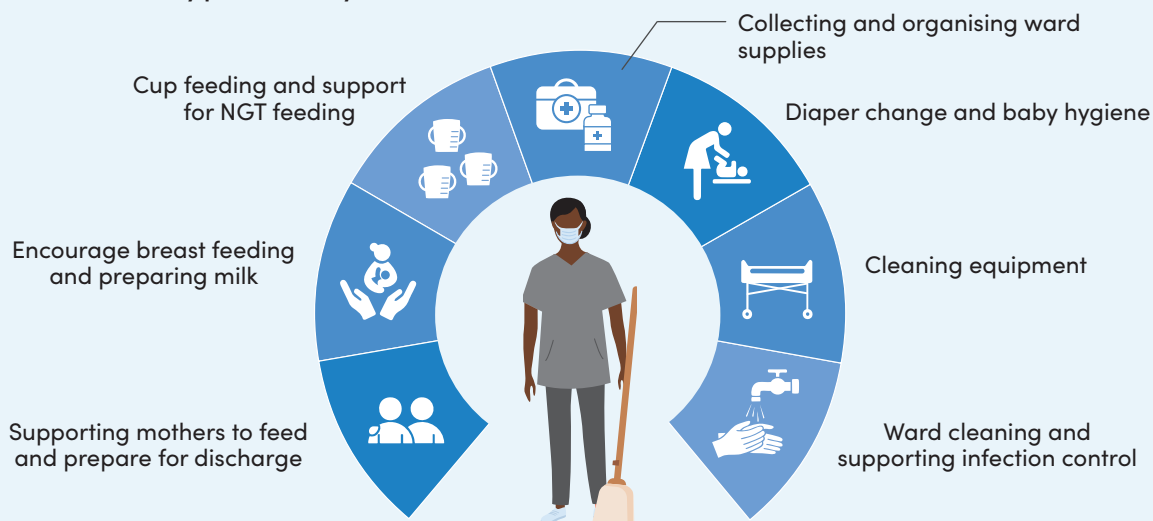 Collecting and organising ward
supplies
Cup feeding and support
for NGT feeding
Diaper change and baby hygiene
Encourage breast feeding
and preparing milk
Cleaning equipment
Supporting mothers to feed
and prepare for discharge
Ward cleaning and
supporting infection control